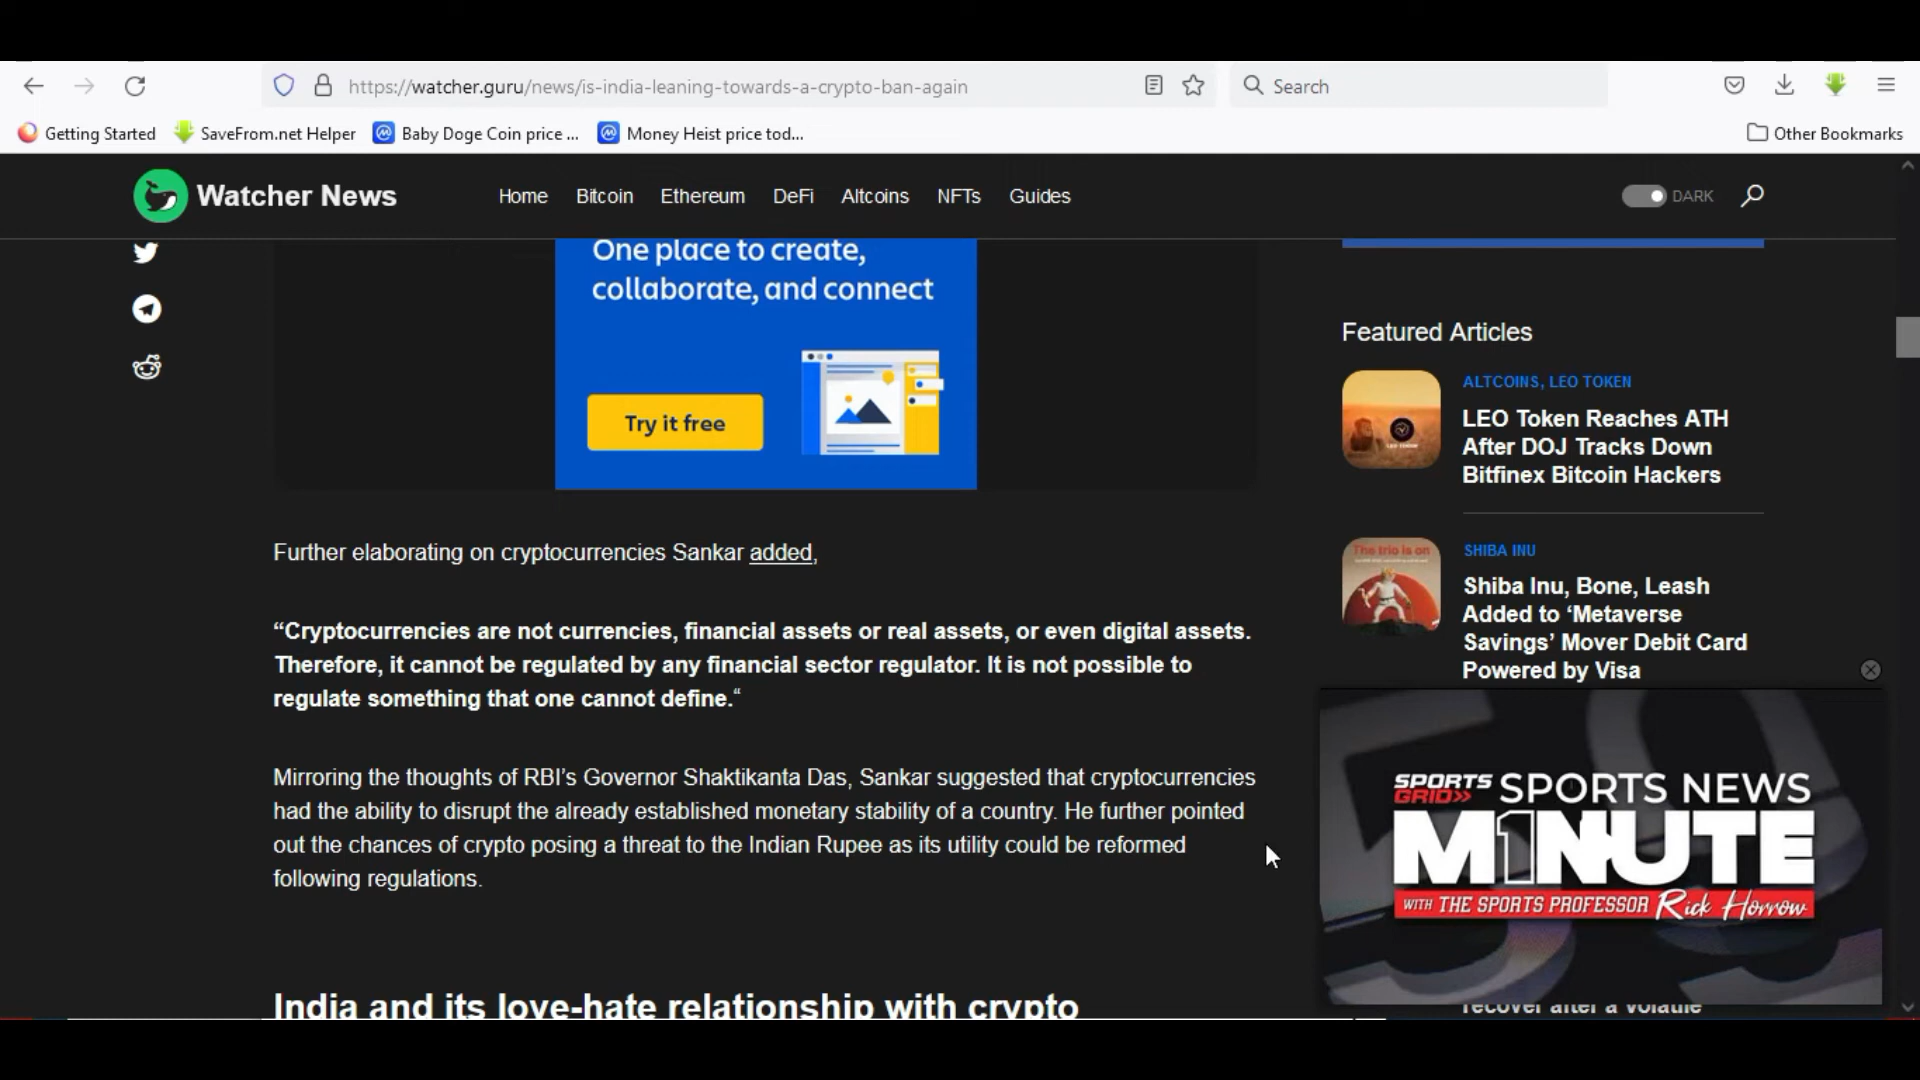 https://watcher.guru/news/is-india-leaning-towards-a-crypto-ban-again
Search
Getting Started
SaveFrom.net Helper
Baby Doge Coin price ...
Money Heist price tod...
Other Bookmarks
Watcher News
Home
Bitcoin
Ethereum
DeFi
Altcoins
NFTs
Guides
DARK
One place to create,
collaborate, and connect
Try it free
Further elaborating on cryptocurrencies Sankar added,
“Cryptocurrencies are not currencies, financial assets or real assets, or even digital assets.
Therefore, it cannot be regulated by any financial sector regulator. It is not possible to
regulate something that one cannot define.“
Mirroring the thoughts of RBI’s Governor Shaktikanta Das, Sankar suggested that cryptocurrencies
had the ability to disrupt the already established monetary stability of a country. He further pointed
out the chances of crypto posing a threat to the Indian Rupee as its utility could be reformed
following regulations.
India and its love-hate relationship with crypto
Featured Articles
ALTCOINS, LEO TOKEN
LEO Token Reaches ATH
After DOJ Tracks Down
Bitfinex Bitcoin Hackers
The trio is on
SHIBA INU
Shiba Inu, Bone, Leash
Added to ‘Metaverse
Savings’ Mover Debit Card
Powered by Visa
SPORTS GRID SPORTS NEWS
M1NUTE
WITH THE SPORTS PROFESSOR Rick Horrow
recover after a volatile